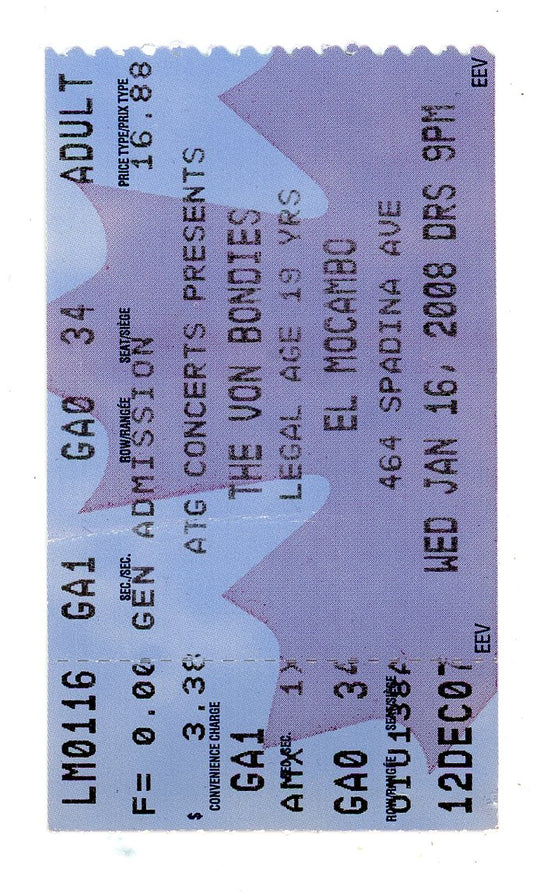 LM0116 GA1 GA0 34 ADULT
SEC./SEC. ROW/RANGÉE SEAT/SIÈGE PRICE TYPE/PRIX TYPE
F= 0.00 GEN ADMISSION 16.88
$ 3.38 ATG CONCERTS PRESENTS
CONVENIENCE CHARGE
GA1 THE VON BONDIES
SEC.
AMX LEGAL AGE 19 YRS
GA0 34 EL MOCAMBO
ROW/RANGÉE SEAT/SIÈGE
464 SPADINA AVE
12DEC07 WED JAN 16, 2008 DRS 9PM
EEV EEV